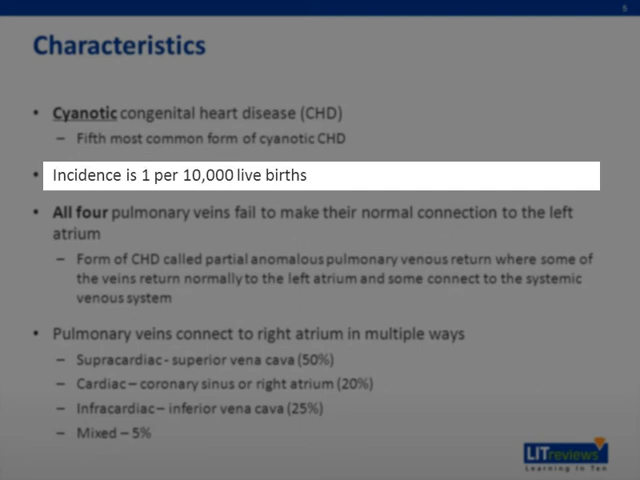 5
Characteristics
• Cyanotic congenital heart disease (CHD)
– Fifth most common form of cyanotic CHD
• Incidence is 1 per 10,000 live births
• All four pulmonary veins fail to make their normal connection to the left
atrium
– Form of CHD called partial anomalous pulmonary venous return where some of
the veins return normally to the left atrium and some connect to the systemic
venous system
• Pulmonary veins connect to right atrium in multiple ways
– Supracardiac - superior vena cava (50%)
– Cardiac – coronary sinus or right atrium (20%)
– Infracardiac – inferior vena cava (25%)
– Mixed – 5%
LITreviews
Learning in Ten